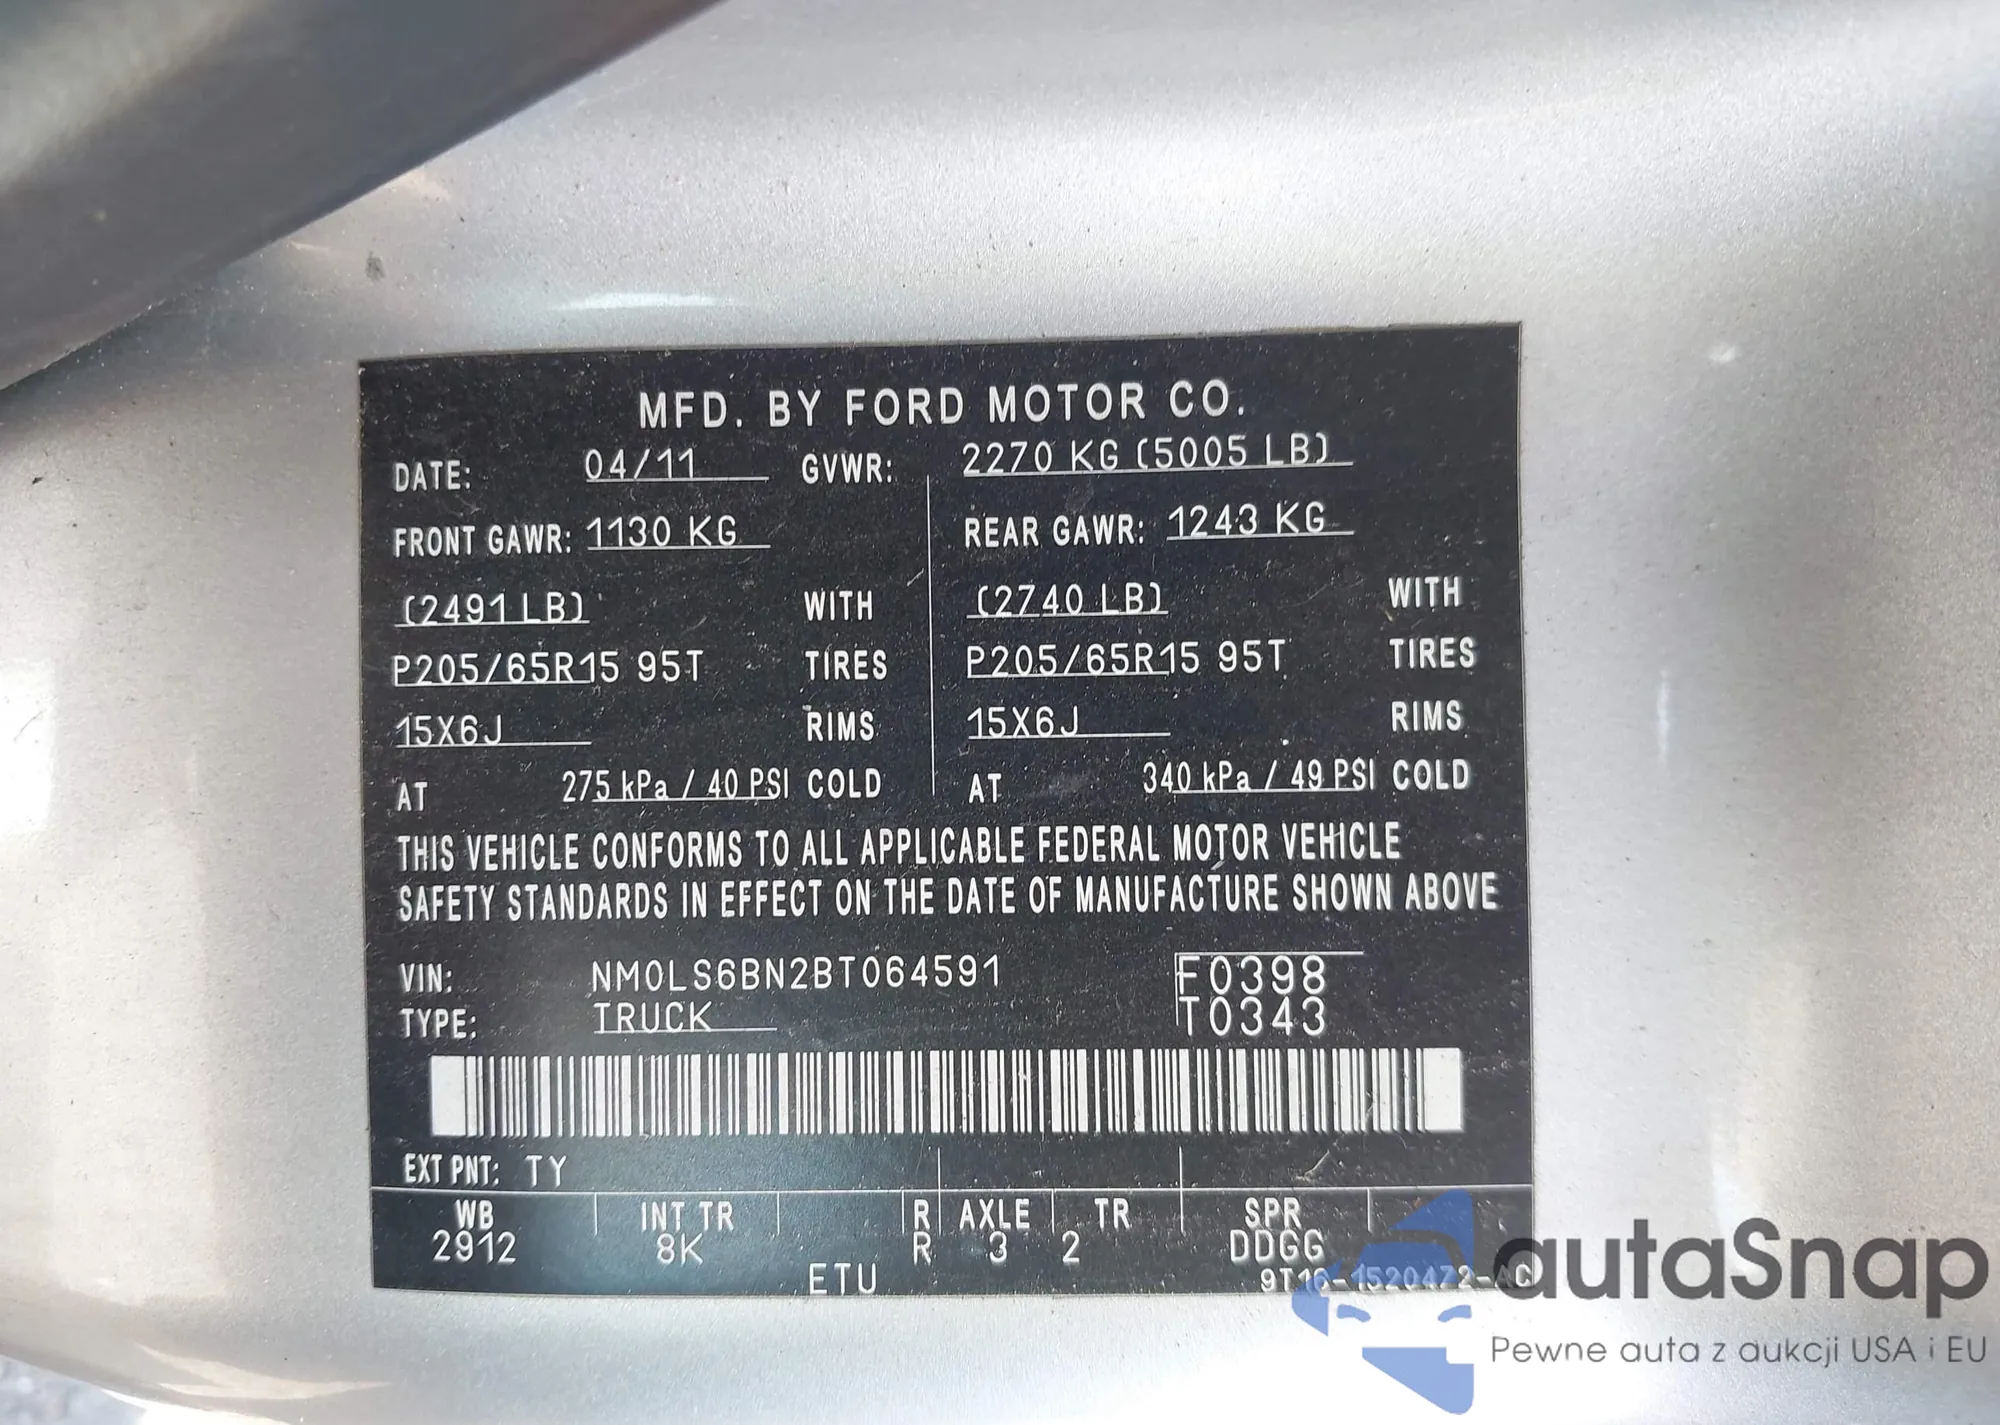 MFD. BY FORD MOTOR CO.
DATE: 04/11 GVWR: 2270 KG (5005 LB)
FRONT GAWR: 1130 KG REAR GAWR: 1243 KG
(2491 LB) WITH (2740 LB) WITH
P205/65R15 95T TIRES P205/65R15 95T TIRES
15X6J RIMS 15X6J RIMS
AT 275 kPa / 40 PSI COLD AT 340 kPa / 49 PSI COLD
THIS VEHICLE CONFORMS TO ALL APPLICABLE FEDERAL MOTOR VEHICLE
SAFETY STANDARDS IN EFFECT ON THE DATE OF MANUFACTURE SHOWN ABOVE
VIN: NM0LS6BN2BT064591 F0398
TYPE: TRUCK T0343
EXT PNT: TY
WB INT TR R AXLE TR SPR
2912 8K R 3 2 DDGG
ETU 9T16-1520472-AC
autaSnap
Pewne auta z aukcji USA i EU